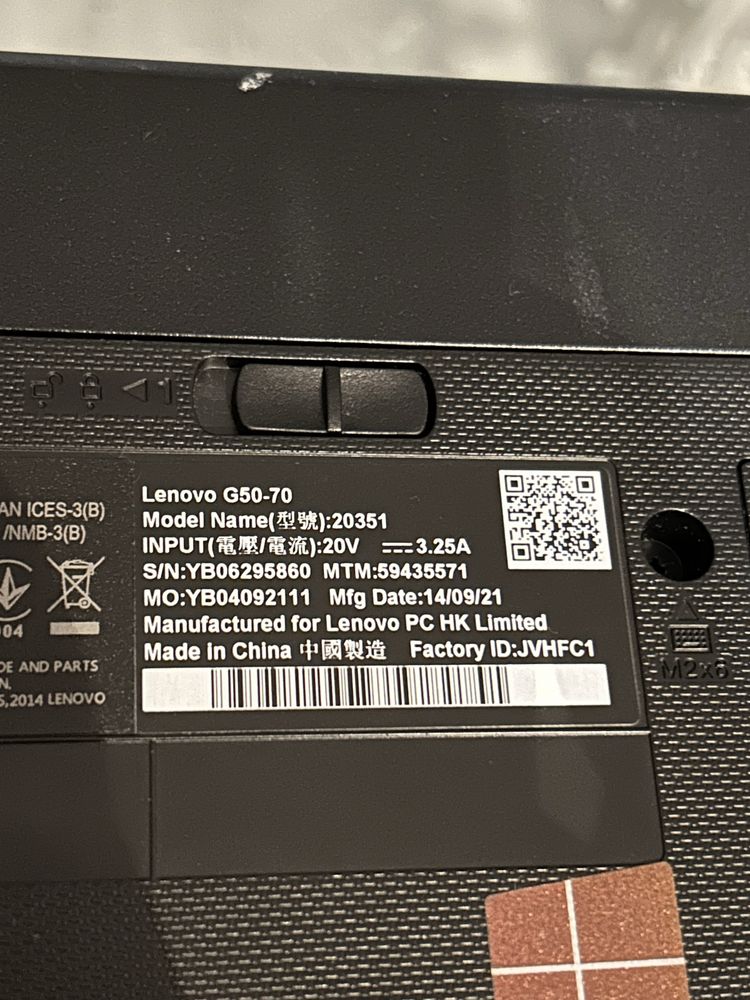 1
AN ICES-3(B)
/NMB-3(B)
04
DE AND PARTS
N.
5,2014 LENOVO
Lenovo G50-70
Model Name(型號):20351
INPUT(電壓/電流):20V ⎓3.25A
S/N:YB06295860 MTM:59435571
MO:YB04092111 Mfg Date:14/09/21
Manufactured for Lenovo PC HK Limited
Made in China 中國製造 Factory ID:JVHFC1
M2x6